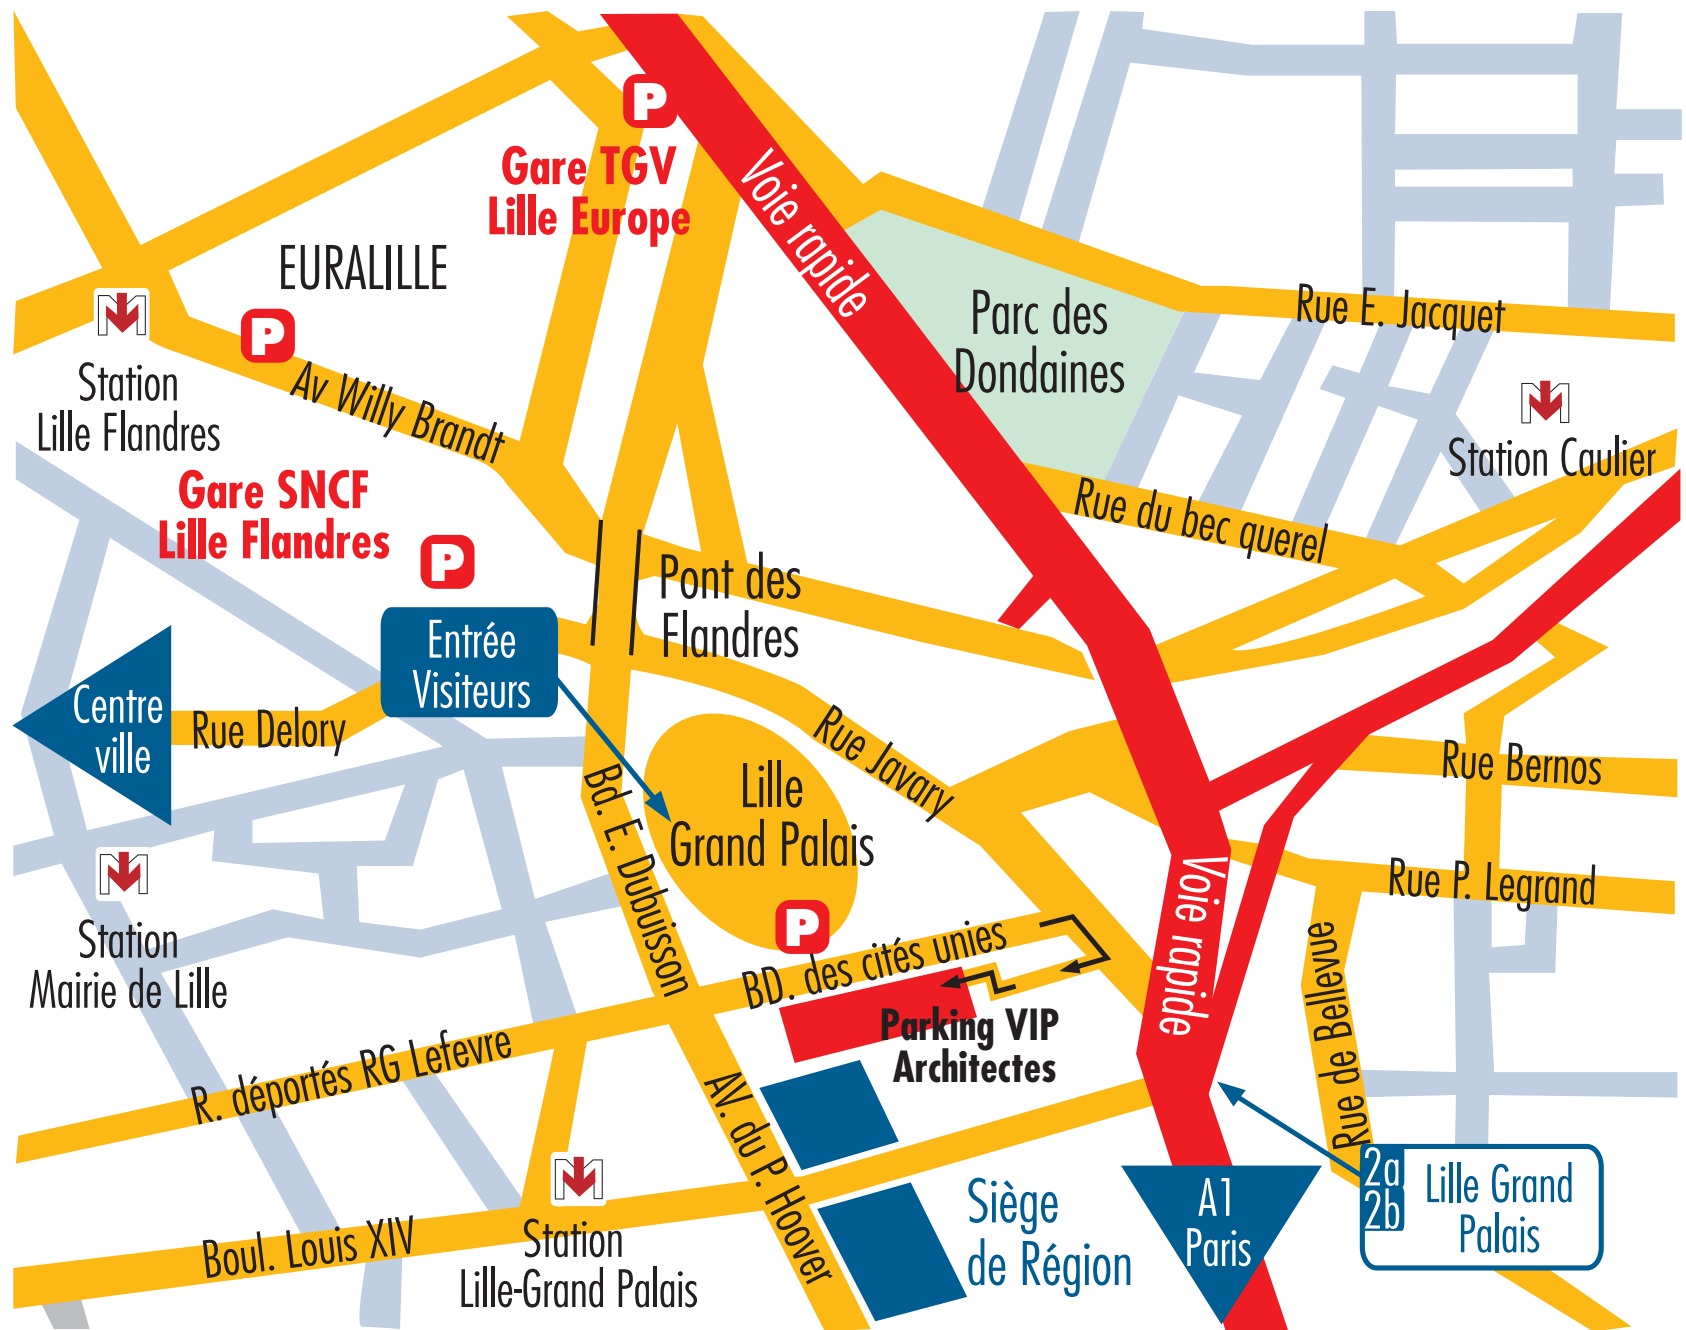 P
Gare TGV
Lille Europe
Voie rapide
EURALILLE
Parc des
Dondaines
Rue E. Jacquet
M
Station
Lille Flandres
P
Av Willy Brandt
M
Station Caulier
Gare SNCF
Lille Flandres
P
Rue du bec querel
Pont des
Flandres
Entrée
Visiteurs
Centre
ville
Rue Delory
Rue Javary
Rue Bernos
Lille
Grand Palais
Bd. E. Dubuisson
Rue P. Legrand
M
Station
Mairie de Lille
P
BD. des cités unies
Voie rapide
Rue de Bellevue
Parking VIP
Architectes
R. déportés RG Lefevre
AV. du P. Hoover
M
Station
Lille-Grand Palais
Boul. Louis XIV
Siège
de Région
A1
Paris
2a
2b
Lille Grand
Palais